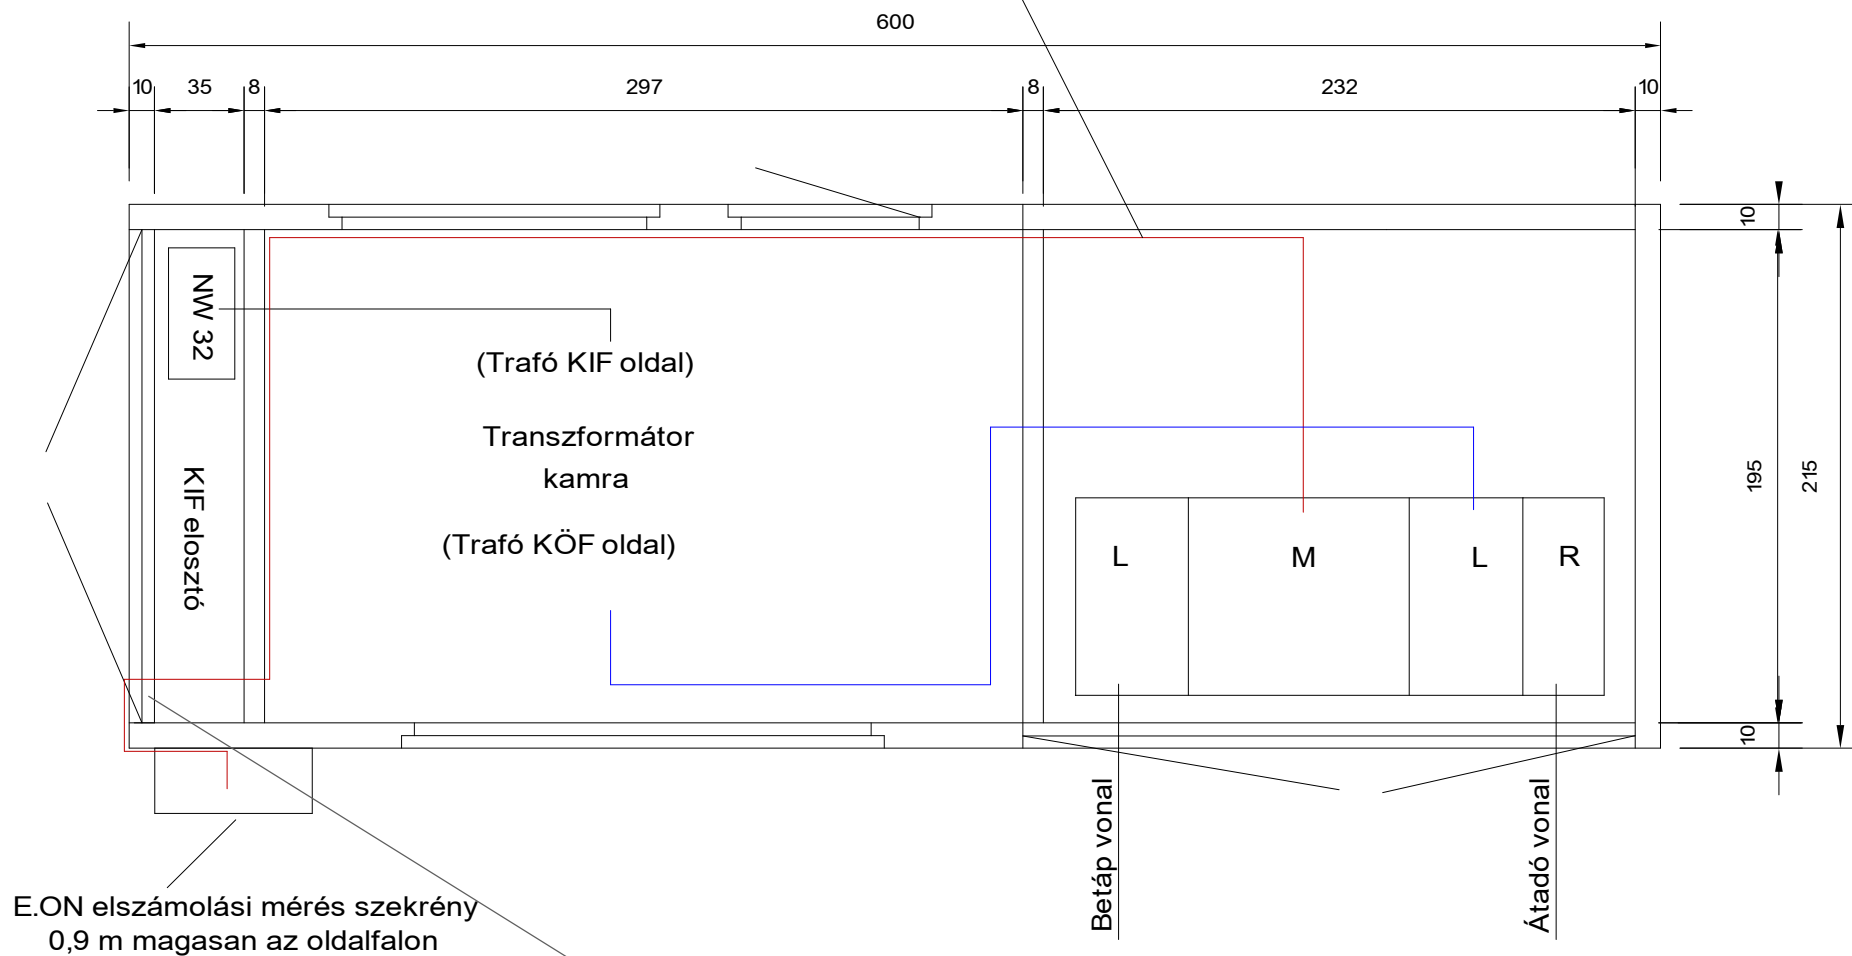 600
10 35 8 297 8 232 10
10
NW 32
(Trafó KIF oldal)
Transzformátor
kamra
(Trafó KÖF oldal)
KIF elosztó
L M L R
195
215
10
Betáp vonal
Átadó vonal
E.ON elszámolási mérés szekrény
0,9 m magasan az oldalfalon